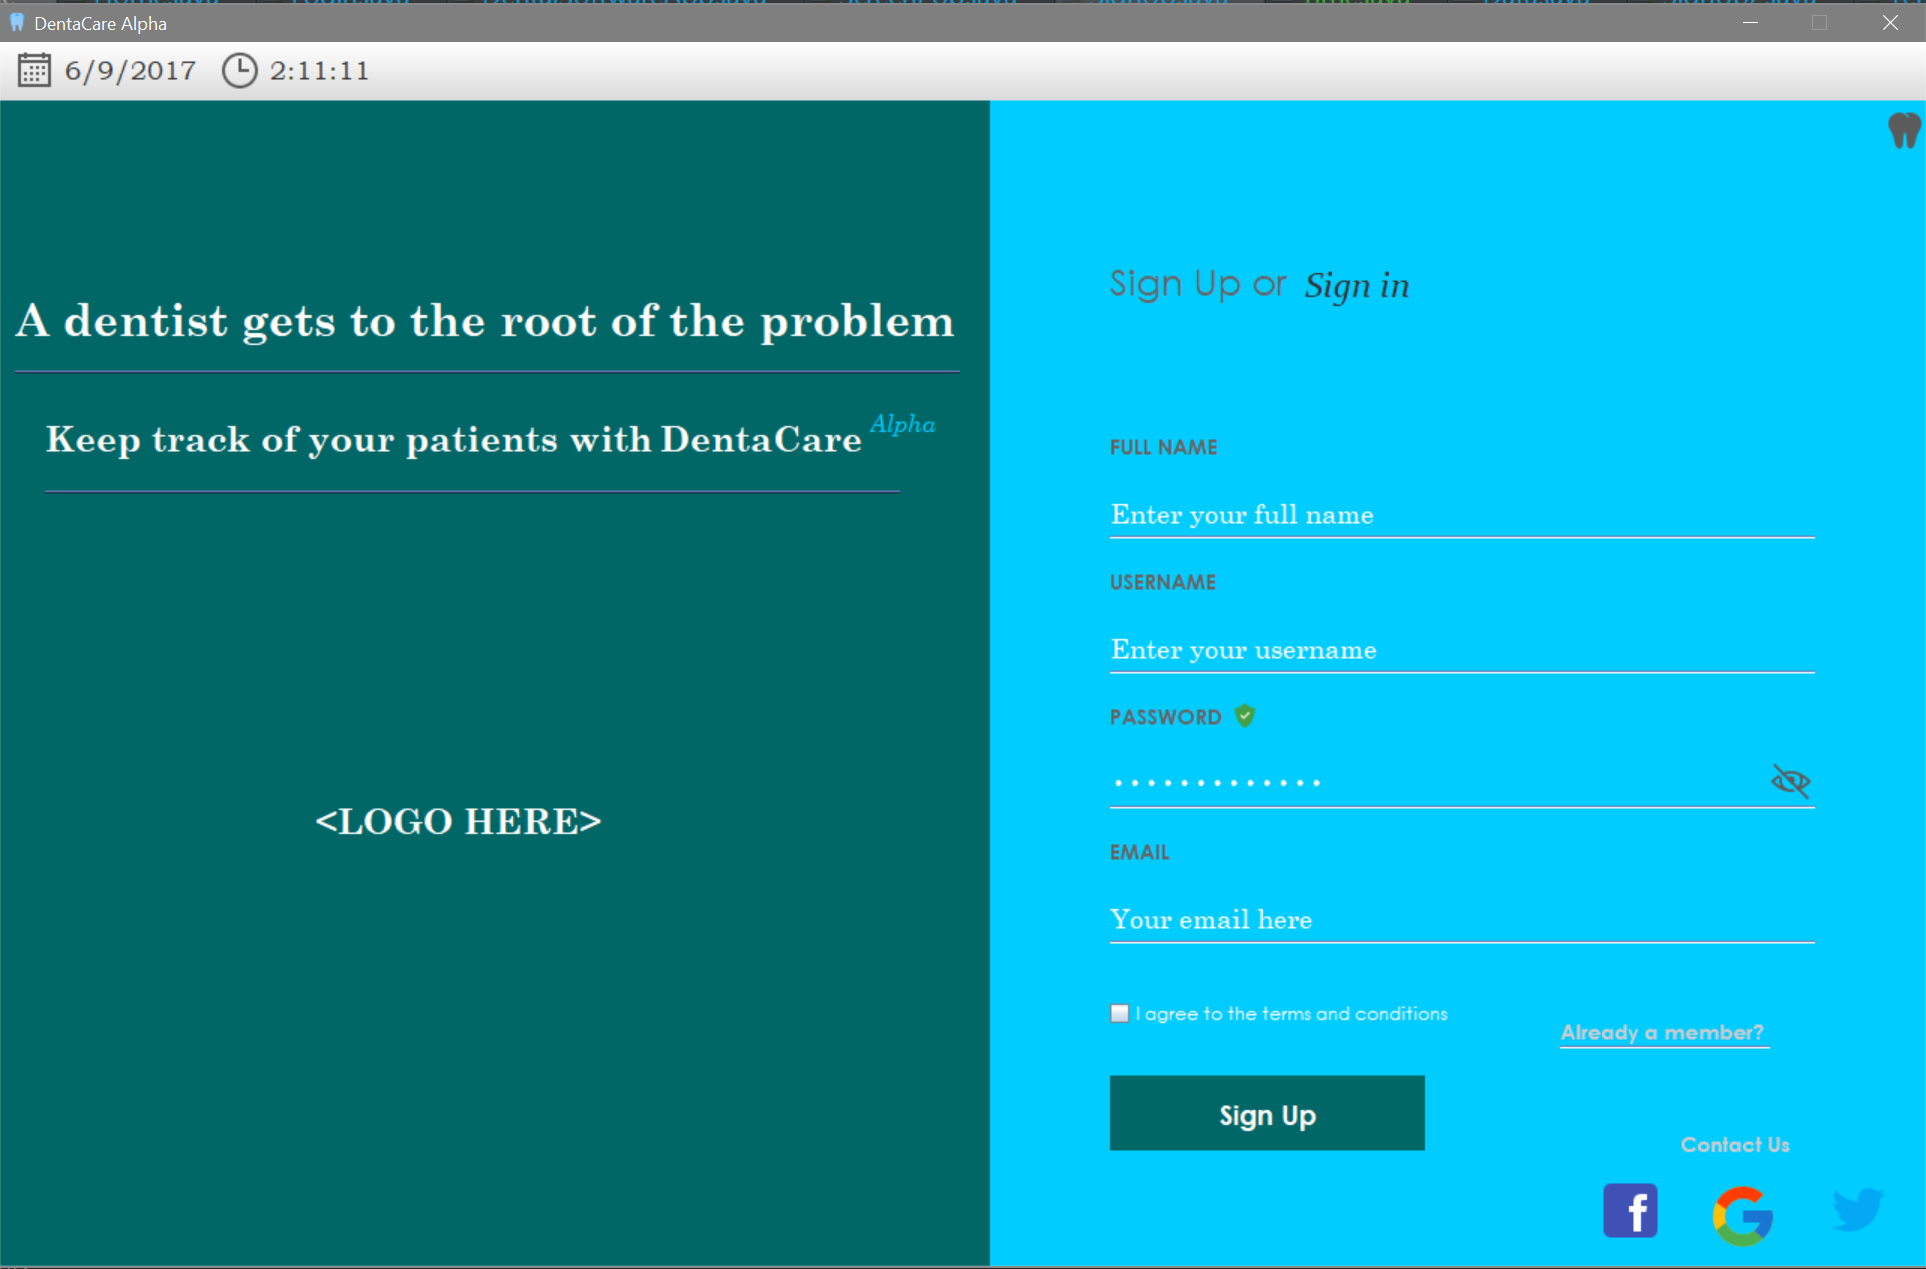 DentaCare Alpha
6/9/2017 2:11:11
A dentist gets to the root of the problem
Keep track of your patients with DentaCare Alpha
<LOGO HERE>
Sign Up or Sign in
FULL NAME
Enter your full name
USERNAME
Enter your username
PASSWORD
EMAIL
Your email here
I agree to the terms and conditions
Already a member?
Sign Up
Contact Us